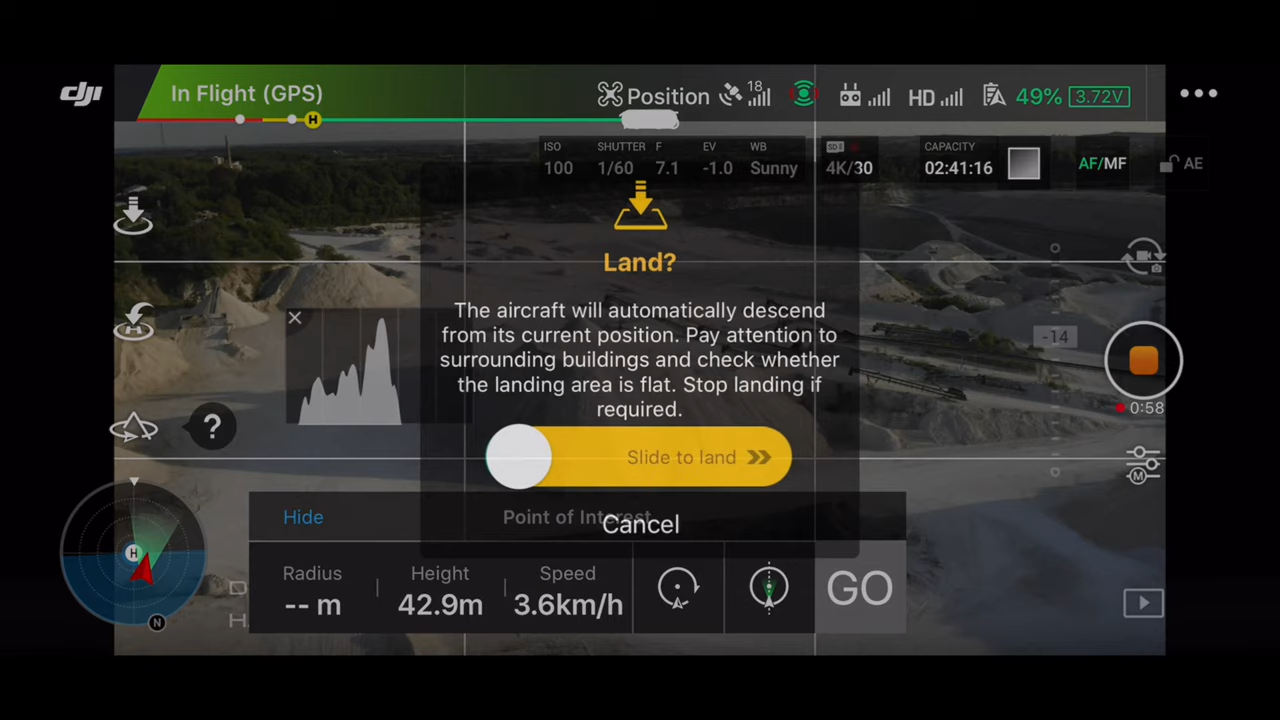 dji
In Flight (GPS)
Position
18
HD
49%
3.72V
H
ISO
100
SHUTTER
1/60
F
7.1
EV
-1.0
WB
Sunny
SD
4K/30
CAPACITY
02:41:16
AF/MF
AE
Land?
The aircraft will automatically descend
from its current position. Pay attention to
surrounding buildings and check whether
the landing area is flat. Stop landing if
required.
-14
H
0:58
?
Slide to land
M
Hide
Point of Interest
Cancel
H
N
D
H
Radius
-- m
Height
42.9m
Speed
3.6km/h
GO